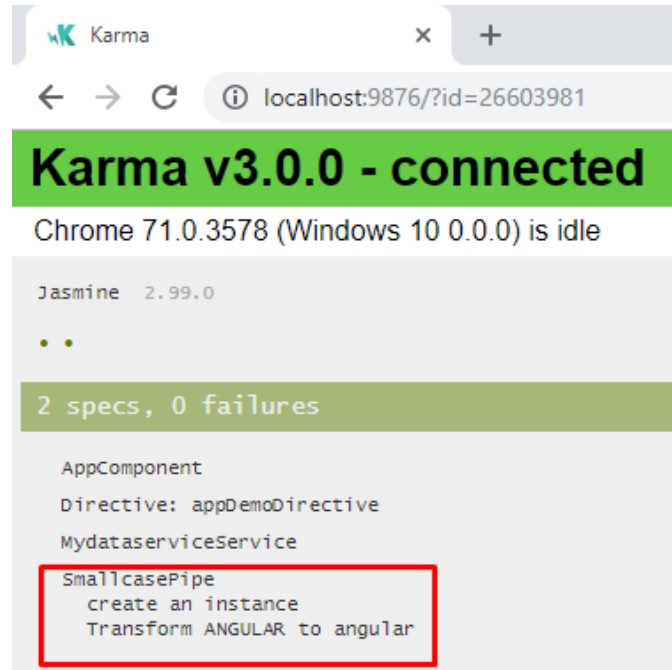 Karma
localhost:9876/?id=26603981
Karma v3.0.0 - connected
Chrome 71.0.3578 (Windows 10 0.0.0) is idle
Jasmine 2.99.0
2 specs, 0 failures
AppComponent
Directive: appDemoDirective
MydataserviceService
SmallcasePipe
create an instance
Transform ANGULAR to angular